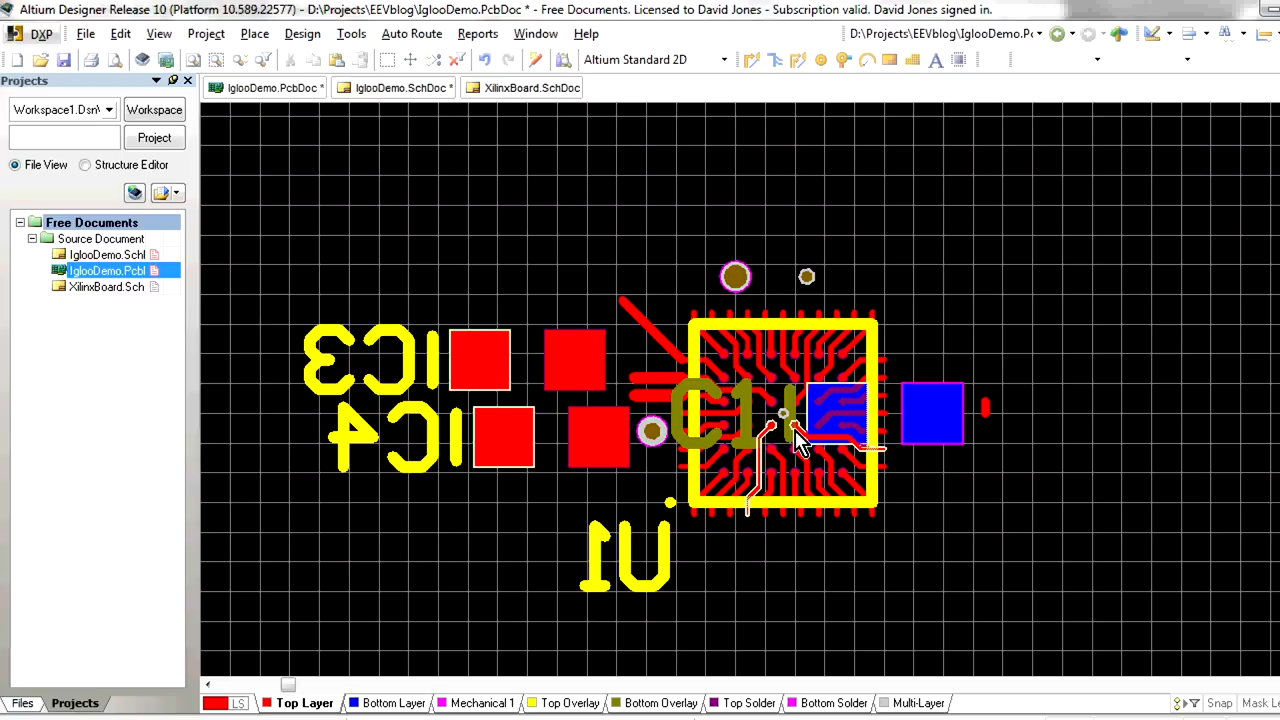 Altium Designer Release 10 (Platform 10.589.22577) - D:\Projects\EEVblog\IglooDemo.PcbDoc * - Free Documents. Licensed to David Jones - Subscription valid. David Jones signed in.
DXP File Edit View Project Place Design Tools Auto Route Reports Window Help D:\Projects\EEVblog\IglooDemo.Pc
Altium Standard 2D
Projects
IglooDemo.PcbDoc * IglooDemo.SchDoc * XilinxBoard.SchDoc
Workspace1.Dsn Workspace
Project
File View Structure Editor
Free Documents
Source Document
IglooDemo.Schl
IglooDemo.Pcbl
XilinxBoard.Sch
IC3
IC4
C1
U1
Files Projects LS Top Layer Bottom Layer Mechanical 1 Top Overlay Bottom Overlay Top Solder Bottom Solder Multi-Layer Snap Mask L